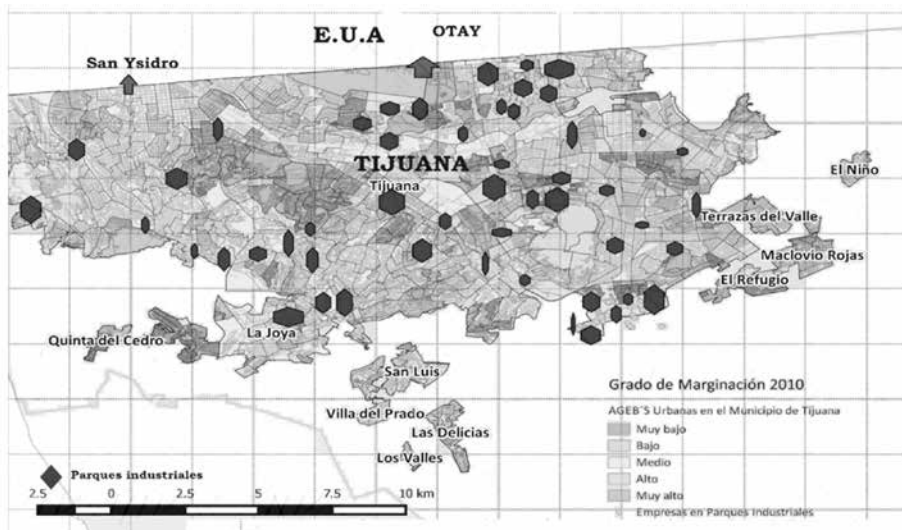 E.U.A
OTAY
San Ysidro
TIJUANA
Tijuana
El Niño
Terrazas del Valle
Maclovio Rojas
El Refugio
La Joya
Quinta del Cedro
San Luis
Villa del Prado
Las Delicias
Los Valles
Grado de Marginación 2010
AGEB´S Urbanas en el Municipio de Tijuana
Muy bajo
Bajo
Medio
Alto
Muy alto
Empresas en Parques Industriales
Parques industriales
2.5 0 2.5 5 7.5 10 km